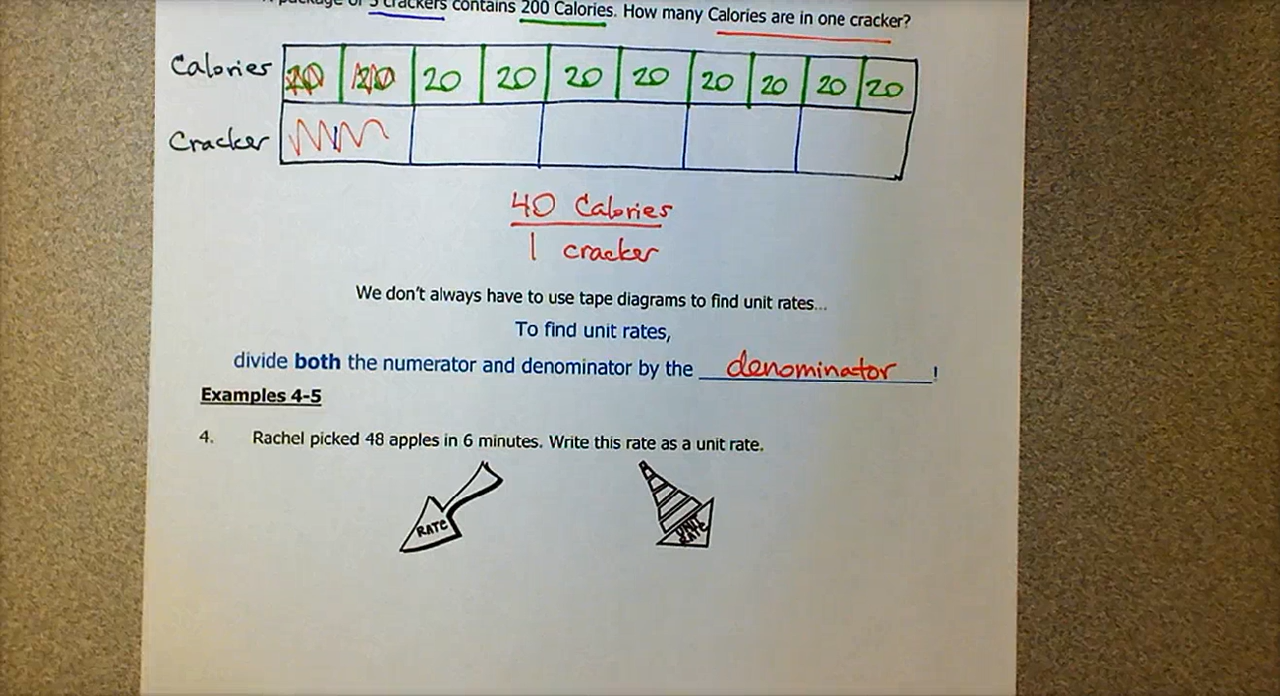 package of 5 crackers contains 200 Calories. How many Calories are in one cracker?
Calories 20 20 20 20 20 20 20 20 20 20
Cracker
40 Calories
1 cracker
We don't always have to use tape diagrams to find unit rates...
To find unit rates,
divide both the numerator and denominator by the denominator!
Examples 4-5
4. Rachel picked 48 apples in 6 minutes. Write this rate as a unit rate.
RATE
UNIT
RATE